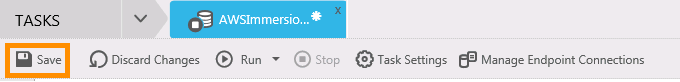 TASKS AWSImmersio... x
Save Discard Changes Run Stop Task Settings Manage Endpoint Connections